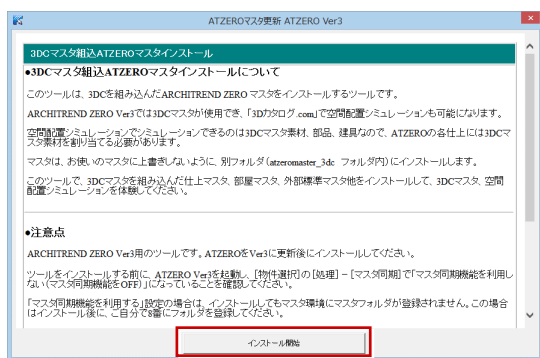 ATZEROマスタ更新 ATZERO Ver3
3DCマスタ組込ATZEROマスタインストール
●3DCマスタ組込ATZEROマスタインストールについて
このツールは、3DCを組み込んだARCHITREND ZERO マスタをインストールするツールです。
ARCHITREND ZERO Ver3では3DCマスタが使用でき、「3Dカタログ.com」で空間配置シミュレーションも可能になります。
空間配置シミュレーションでシミュレーションできるのは3DCマスタ素材、部品、建具なので、ATZEROの各仕上には3DCマ
スタ素材を割り当てる必要があります。
マスタは、お使いのマスタに上書きしないように、別フォルダ(atzeromaster_3dc フォルダ内)にインストールします。
このツールで、3DCマスタを組み込んだ仕上マスタ、部屋マスタ、外部標準マスタ他をインストールして、3DCマスタ、空間
配置シミュレーションを体験してください。
●注意点
ARCHITREND ZERO Ver3用のツールです。ATZEROをVer3に更新後にインストールしてください。
ツールをインストールする前に、ATZERO Ver3を起動し、[物件選択]の[処理]－[マスタ同期]で「マスタ同期機能を利用し
ない(マスタ同期機能をOFF)」になっていることを確認してください。
「マスタ同期機能を利用する」設定の場合は、インストールしてもマスタ環境にマスタフォルダが登録されません。この場合
はインストール後に、ご自分で8番にフォルダを登録してください。
インストール開始